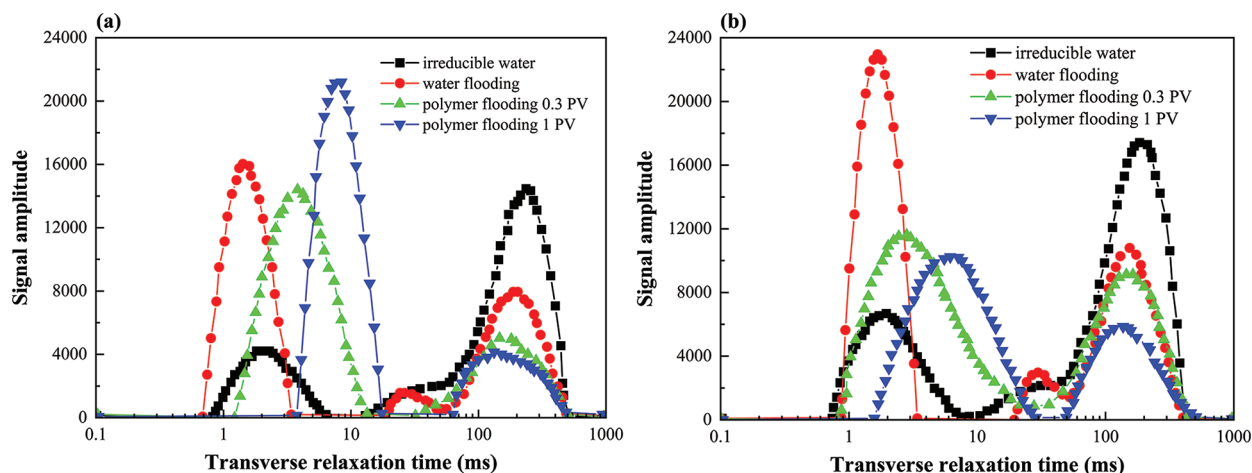 (a)
24000
20000
16000
12000
8000
4000
0
Signal amplitude
irreducible water
water flooding
polymer flooding 0.3 PV
polymer flooding 1 PV
0.1 1 10 100 1000
Transverse relaxation time (ms)
(b)
24000
20000
16000
12000
8000
4000
0
Signal amplitude
irreducible water
water flooding
polymer flooding 0.3 PV
polymer flooding 1 PV
0.1 1 10 100 1000
Transverse relaxation time (ms)